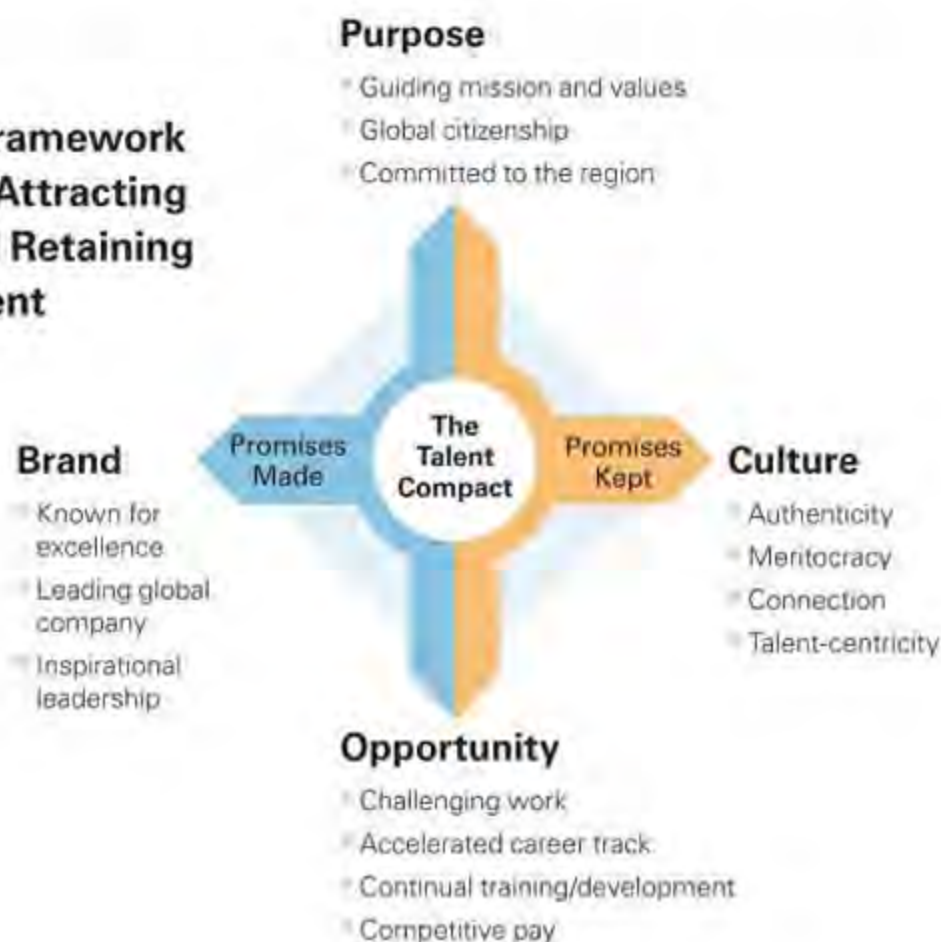 Purpose
Guiding mission and values
Global citizenship
Committed to the region
ramework
Attracting
Retaining
ent
Promises
Made
The
Talent
Compact
Promises
Kept
Brand
Known for
excellence
Leading global
company
Inspirational
leadership
Culture
Authenticity
Meritocracy
Connection
Talent-centricity
Opportunity
Challenging work
Accelerated career track
Continual training/development
Competitive pay